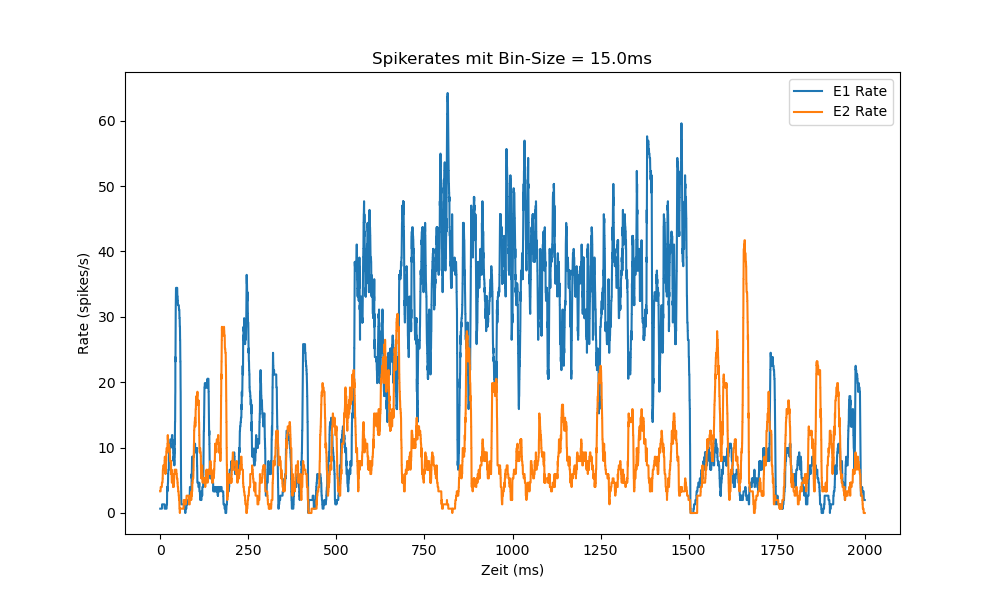 Spikerates mit Bin-Size = 15.0ms
E1 Rate
E2 Rate
Rate (spikes/s)
60
50
40
30
20
10
0
0 250 500 750 1000 1250 1500 1750 2000
Zeit (ms)